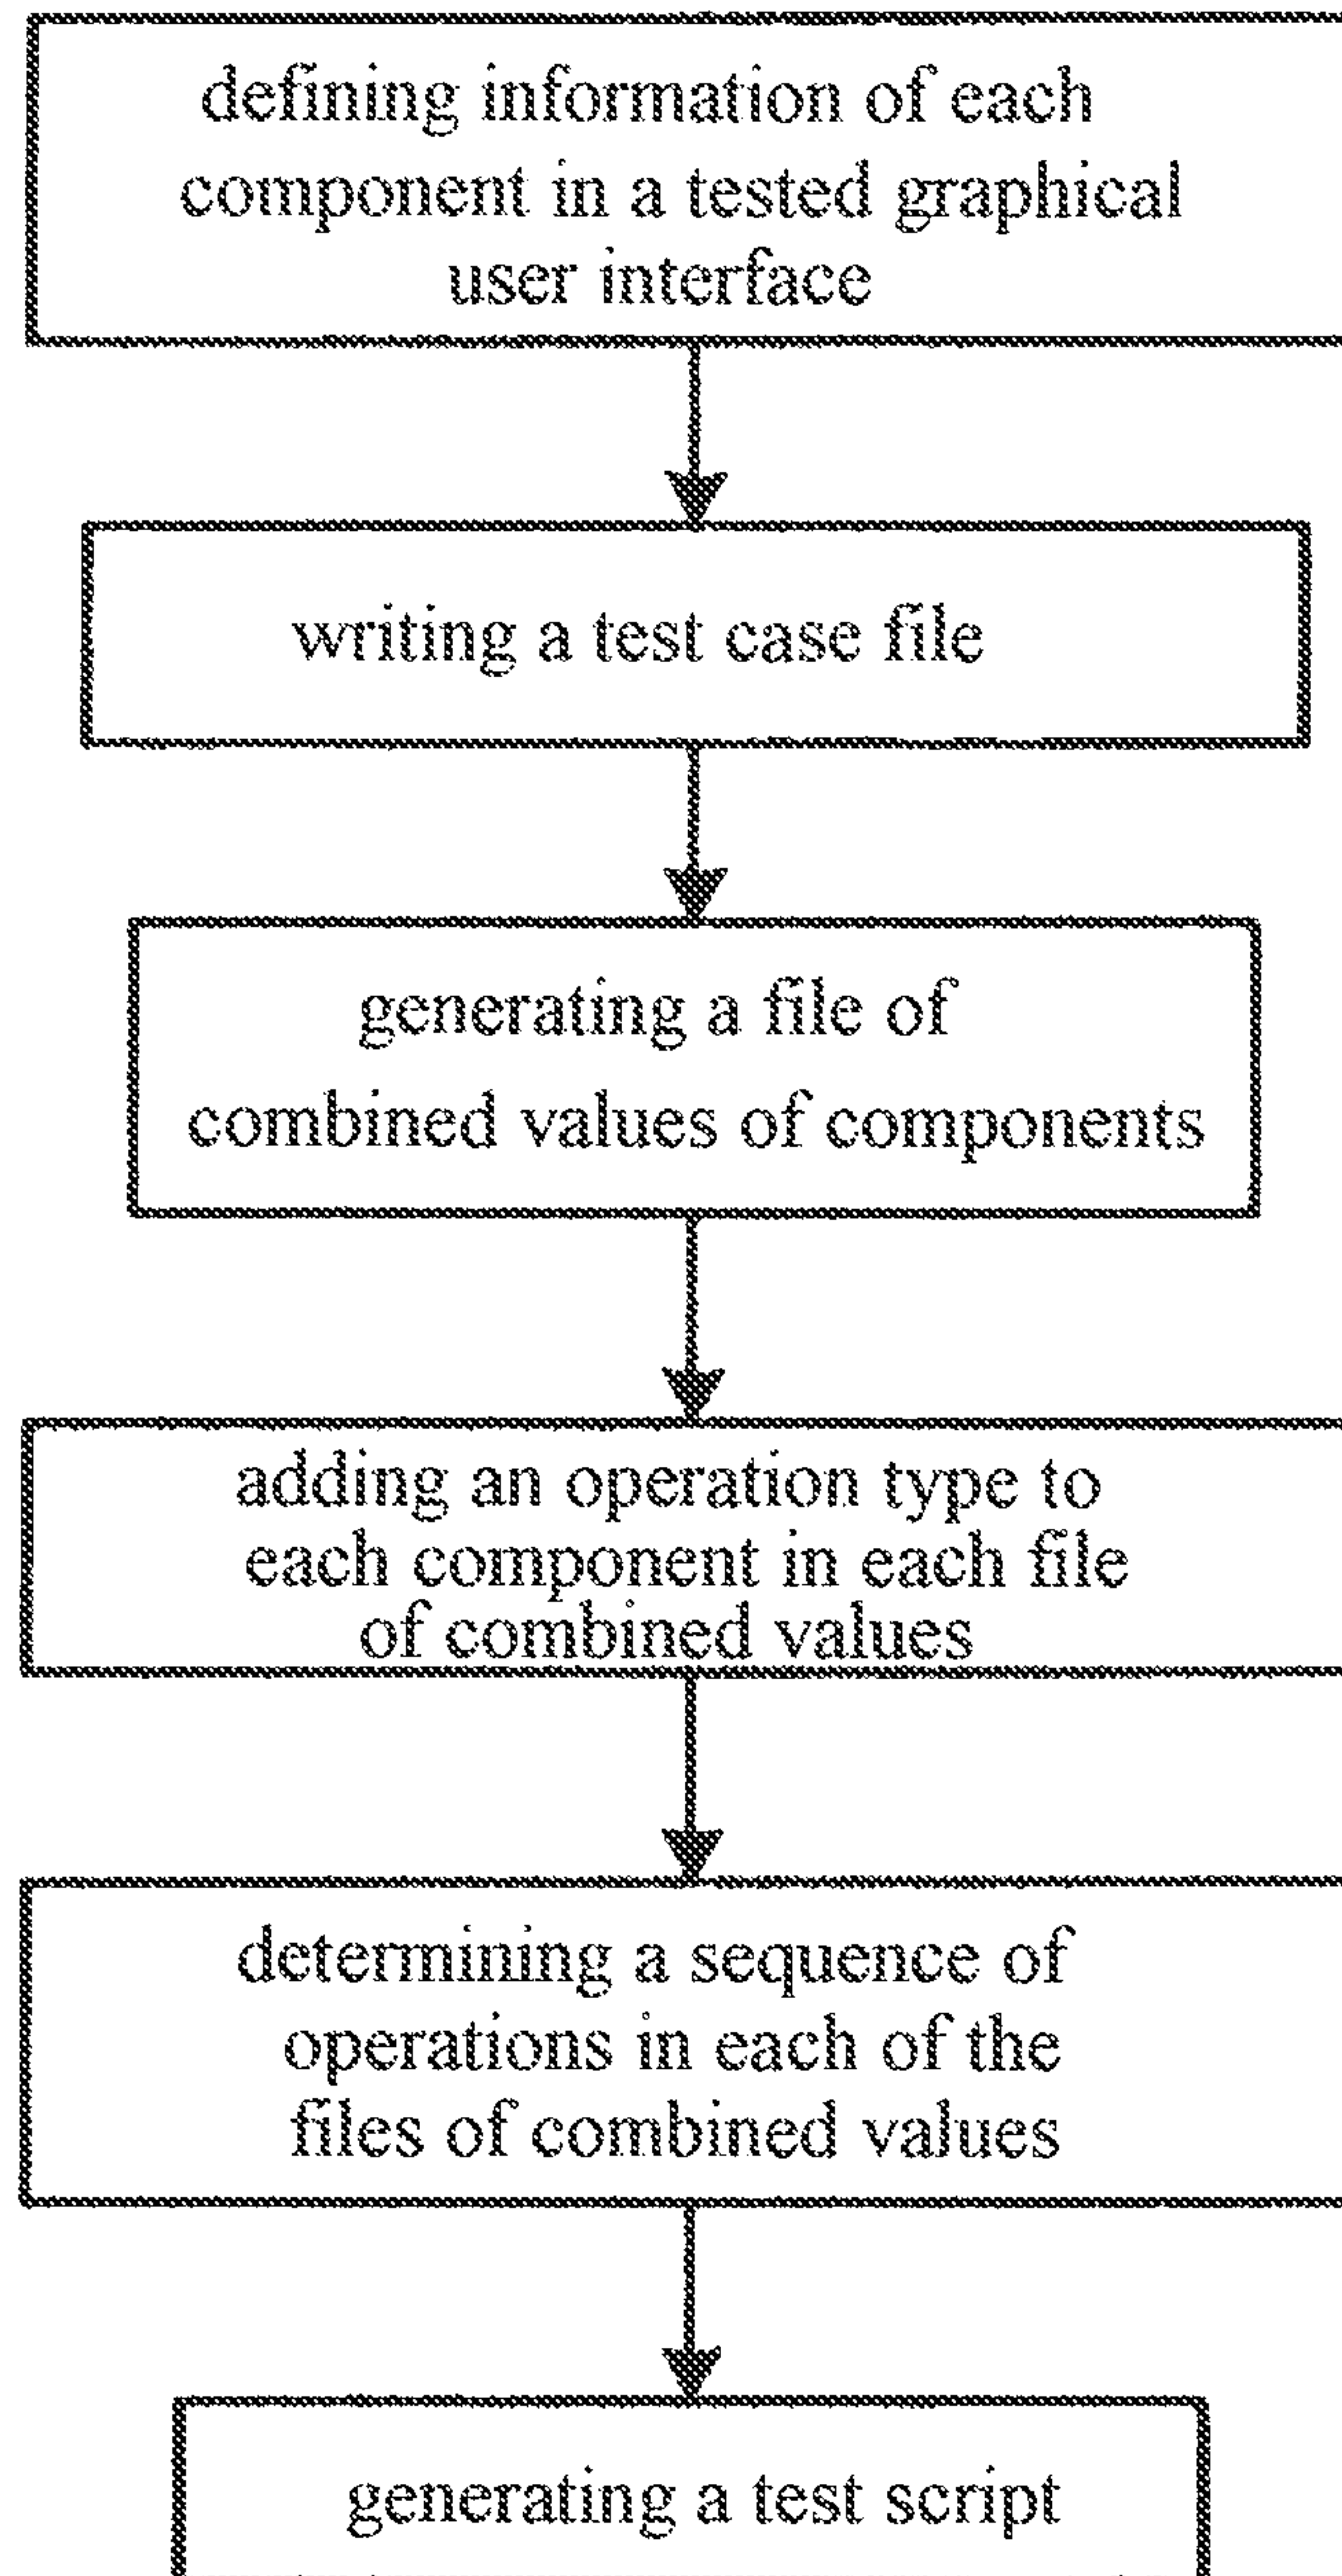 defining information of each
component in a tested graphical
user interface
writing a test case file
generating a file of
combined values of components
adding an operation type to
each component in each file
of combined values
determining a sequence of
operations in each of the
files of combined values
generating a test script